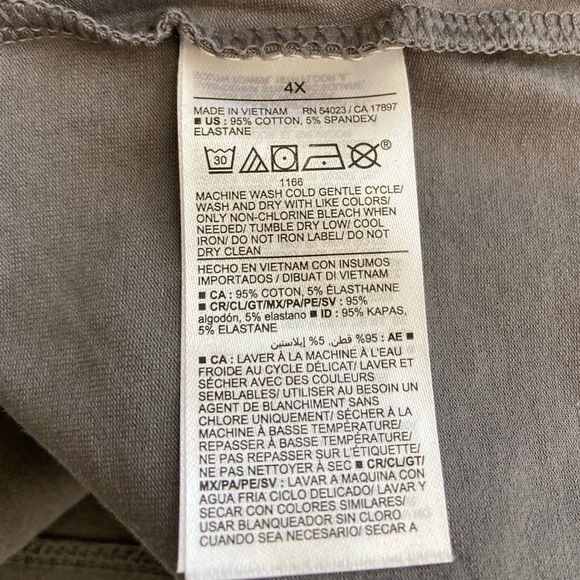 4X
MADE IN VIETNAM RN 54023 / CA 17897
■ US : 95% COTTON, 5% SPANDEX/
ELASTANE
30 ®
1166
MACHINE WASH COLD GENTLE CYCLE/
WASH AND DRY WITH LIKE COLORS/
ONLY NON-CHLORINE BLEACH WHEN
NEEDED/ TUMBLE DRY LOW/ COOL
IRON/ DO NOT IRON LABEL/ DO NOT
DRY CLEAN
HECHO EN VIETNAM CON INSUMOS
IMPORTADOS / DIBUAT DI VIETNAM
■ CA : 95% COTON, 5% ÉLASTHANNE
■ CR/CL/GT/MX/PA/PE/SV : 95%
algodón, 5% elastano ■ ID : 95% KAPAS,
5% ELASTANE
■ AE : 95% قطن, 5% إيلاستين
■ CA : LAVER À LA MACHINE À L'EAU
FROIDE AU CYCLE DÉLICAT/ LAVER ET
SÉCHER AVEC DES COULEURS
SEMBLABLES/ UTILISER AU BESOIN UN
AGENT DE BLANCHIMENT SANS
CHLORE UNIQUEMENT/ SÉCHER À LA
MACHINE À BASSE TEMPÉRATURE/
REPASSER À BASSE TEMPÉRATURE/
NE PAS REPASSER SUR L'ÉTIQUETTE/
NE PAS NETTOYER À SEC ■ CR/CL/GT/
MX/PA/PE/SV : LAVAR A MAQUINA CON
AGUA FRIA CICLO DELICADO/ LAVAR Y
SECAR CON COLORES SIMILARES/
USAR BLANQUEADOR SIN CLORO
CUANDO SEA NECESARIO/ SECAR A